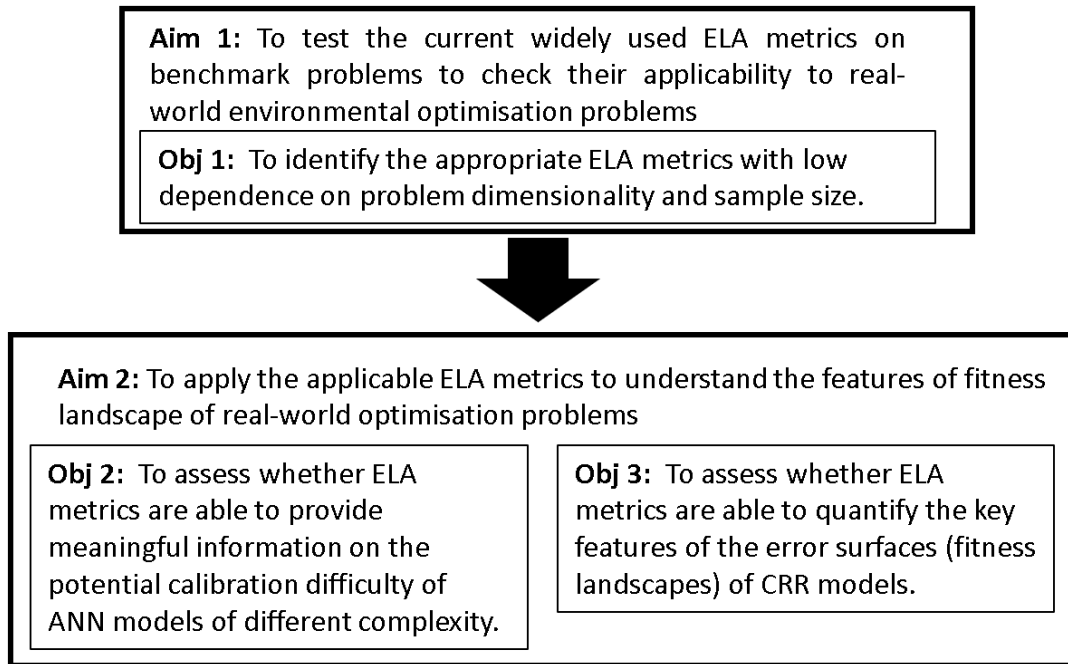 Aim 1: To test the current widely used ELA metrics on
benchmark problems to check their applicability to real-
world environmental optimisation problems
Obj 1: To identify the appropriate ELA metrics with low
dependence on problem dimensionality and sample size.
Aim 2: To apply the applicable ELA metrics to understand the features of fitness
landscape of real-world optimisation problems
Obj 2: To assess whether ELA
metrics are able to provide
meaningful information on the
potential calibration difficulty of
ANN models of different complexity.
Obj 3: To assess whether ELA
metrics are able to quantify the key
features of the error surfaces (fitness
landscapes) of CRR models.